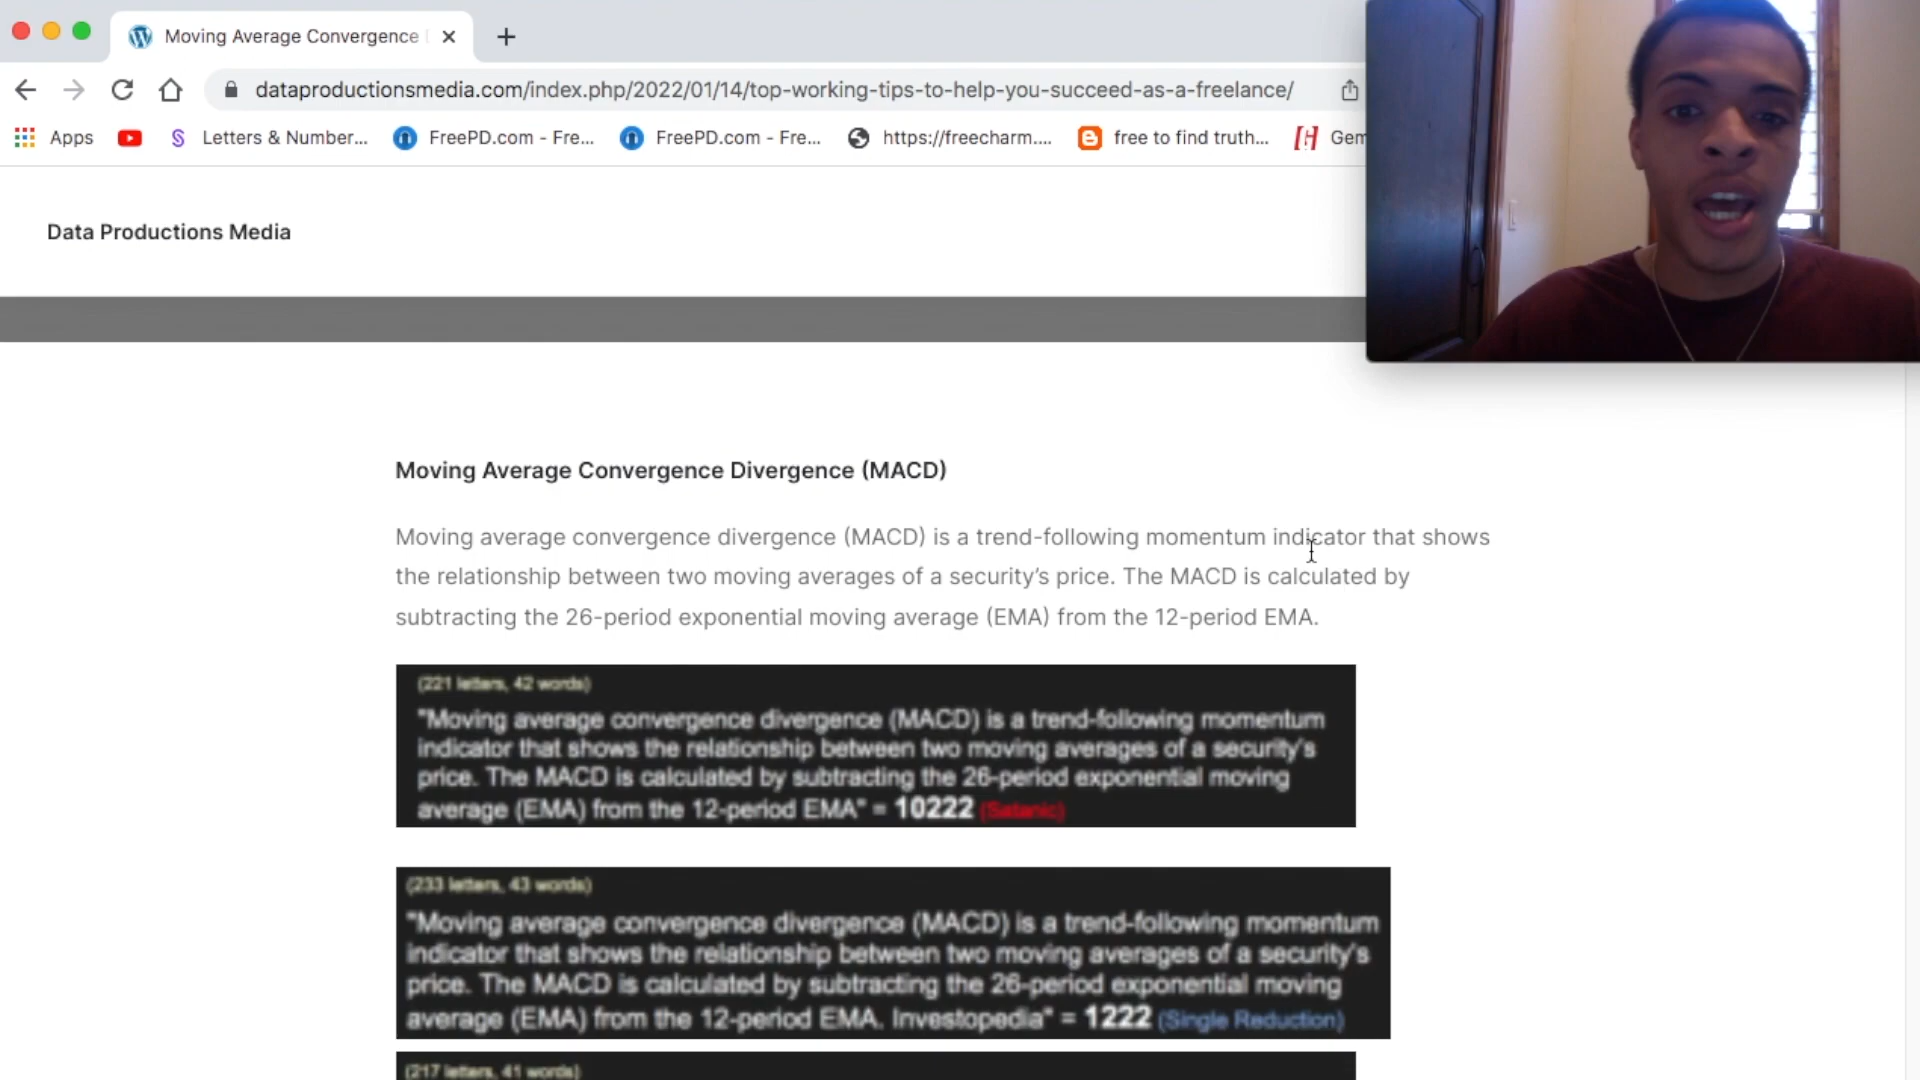 Moving Average Convergence
dataproductionsmedia.com/index.php/2022/01/14/top-working-tips-to-help-you-succeed-as-a-freelance/
Apps
Letters & Number...
FreePD.com - Fre...
FreePD.com - Fre...
https://freecharm....
free to find truth...
Gem
Data Productions Media
Moving Average Convergence Divergence (MACD)
Moving average convergence divergence (MACD) is a trend-following momentum indicator that shows
the relationship between two moving averages of a security’s price. The MACD is calculated by
subtracting the 26-period exponential moving average (EMA) from the 12-period EMA.
(221 letters, 42 words)
"Moving average convergence divergence (MACD) is a trend-following momentum
indicator that shows the relationship between two moving averages of a security's
price. The MACD is calculated by subtracting the 26-period exponential moving
average (EMA) from the 12-period EMA" = 10222 (Satanic)
(233 letters, 43 words)
"Moving average convergence divergence (MACD) is a trend-following momentum
indicator that shows the relationship between two moving averages of a security's
price. The MACD is calculated by subtracting the 26-period exponential moving
average (EMA) from the 12-period EMA. Investopedia" = 1222 (Single Reduction)
(217 letters, 41 words)